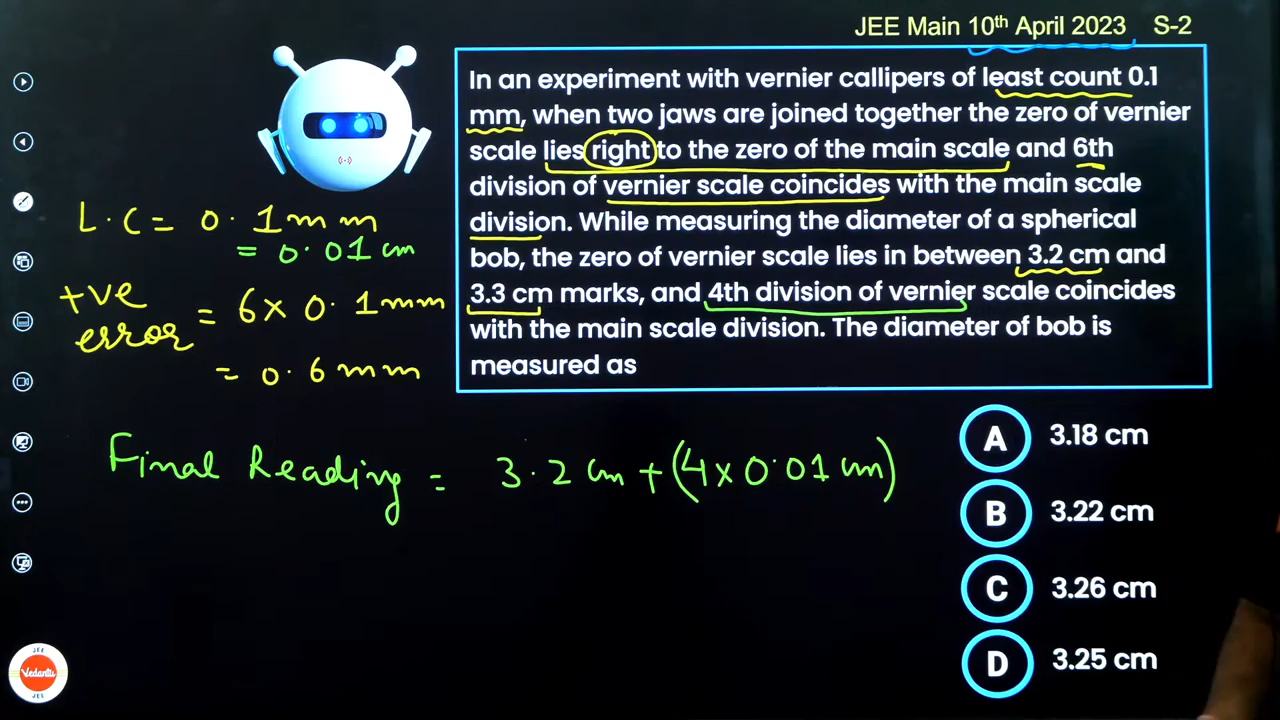 JEE Main 10th April 2023 S-2
In an experiment with vernier callipers of least count 0.1
mm, when two jaws are joined together the zero of vernier
scale lies right to the zero of the main scale and 6th
division of vernier scale coincides with the main scale
division. While measuring the diameter of a spherical
bob, the zero of vernier scale lies in between 3.2 cm and
3.3 cm marks, and 4th division of vernier scale coincides
with the main scale division. The diameter of bob is
measured as
L.C = 0.1mm
= 0.01 cm
+ve
error = 6 x 0.1mm
= 0.6mm
Final Reading = 3.2 cm + (4 x 0.01 cm)
A 3.18 cm
B 3.22 cm
C 3.26 cm
D 3.25 cm
JEE
Vedantu
JEE